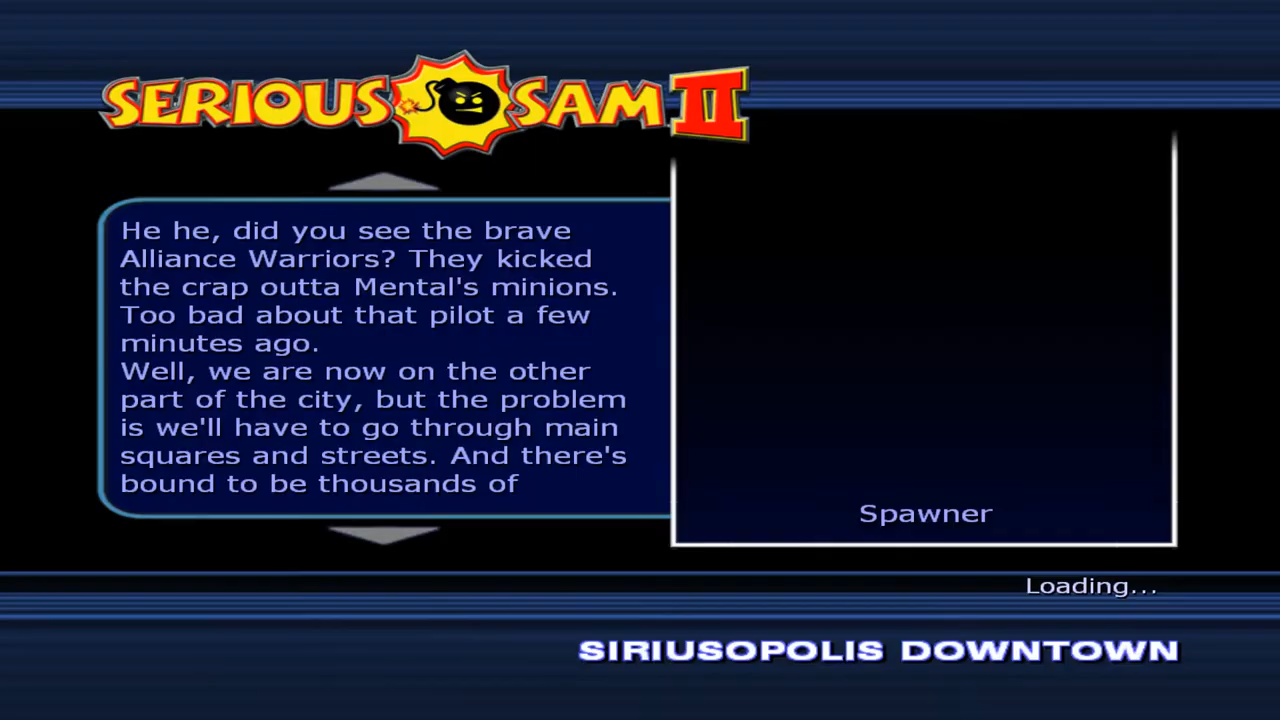 SERIOUS SAM II
He he, did you see the brave
Alliance Warriors? They kicked
the crap outta Mental's minions.
Too bad about that pilot a few
minutes ago.
Well, we are now on the other
part of the city, but the problem
is we'll have to go through main
squares and streets. And there's
bound to be thousands of
Spawner
Loading...
SIRIUSOPOLIS DOWNTOWN